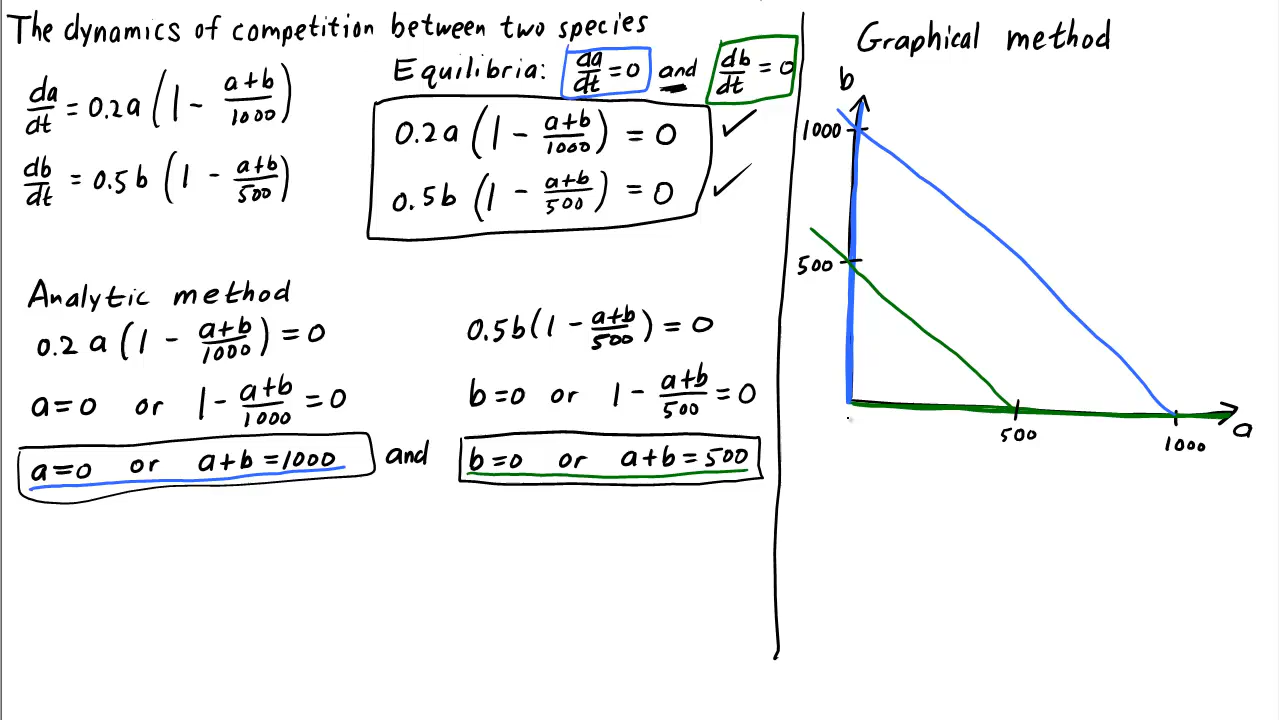 The dynamics of competition between two species
da/dt = 0.2a (1 - (a+b)/1000)
db/dt = 0.5b (1 - (a+b)/500)
Equilibria: da/dt = 0 and db/dt = 0
0.2a (1 - (a+b)/1000) = 0 ✓
0.5b (1 - (a+b)/500) = 0 ✓
Analytic method
0.2a (1 - (a+b)/1000) = 0
a=0 or 1 - (a+b)/1000 = 0
a=0 or a+b=1000
and
0.5b (1 - (a+b)/500) = 0
b=0 or 1 - (a+b)/500 = 0
b=0 or a+b=500
Graphical method
b
1000
500
500
1000
a